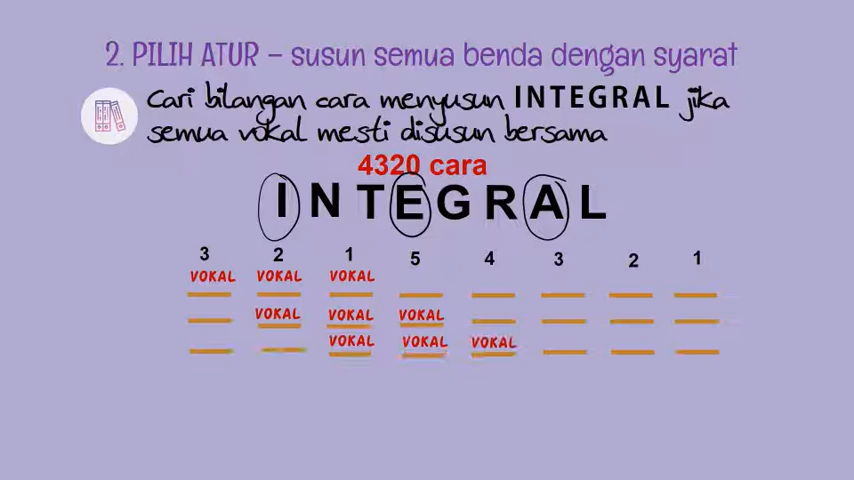 2. PILIH ATUR – susun semua benda dengan syarat
Cari bilangan cara menyusun INTEGRAL jika
semua vokal mesti disusun bersama
4320 cara
INTEGRAL
3 2 1 5 4 3 2 1
VOKAL VOKAL VOKAL
VOKAL VOKAL VOKAL
VOKAL VOKAL VOKAL